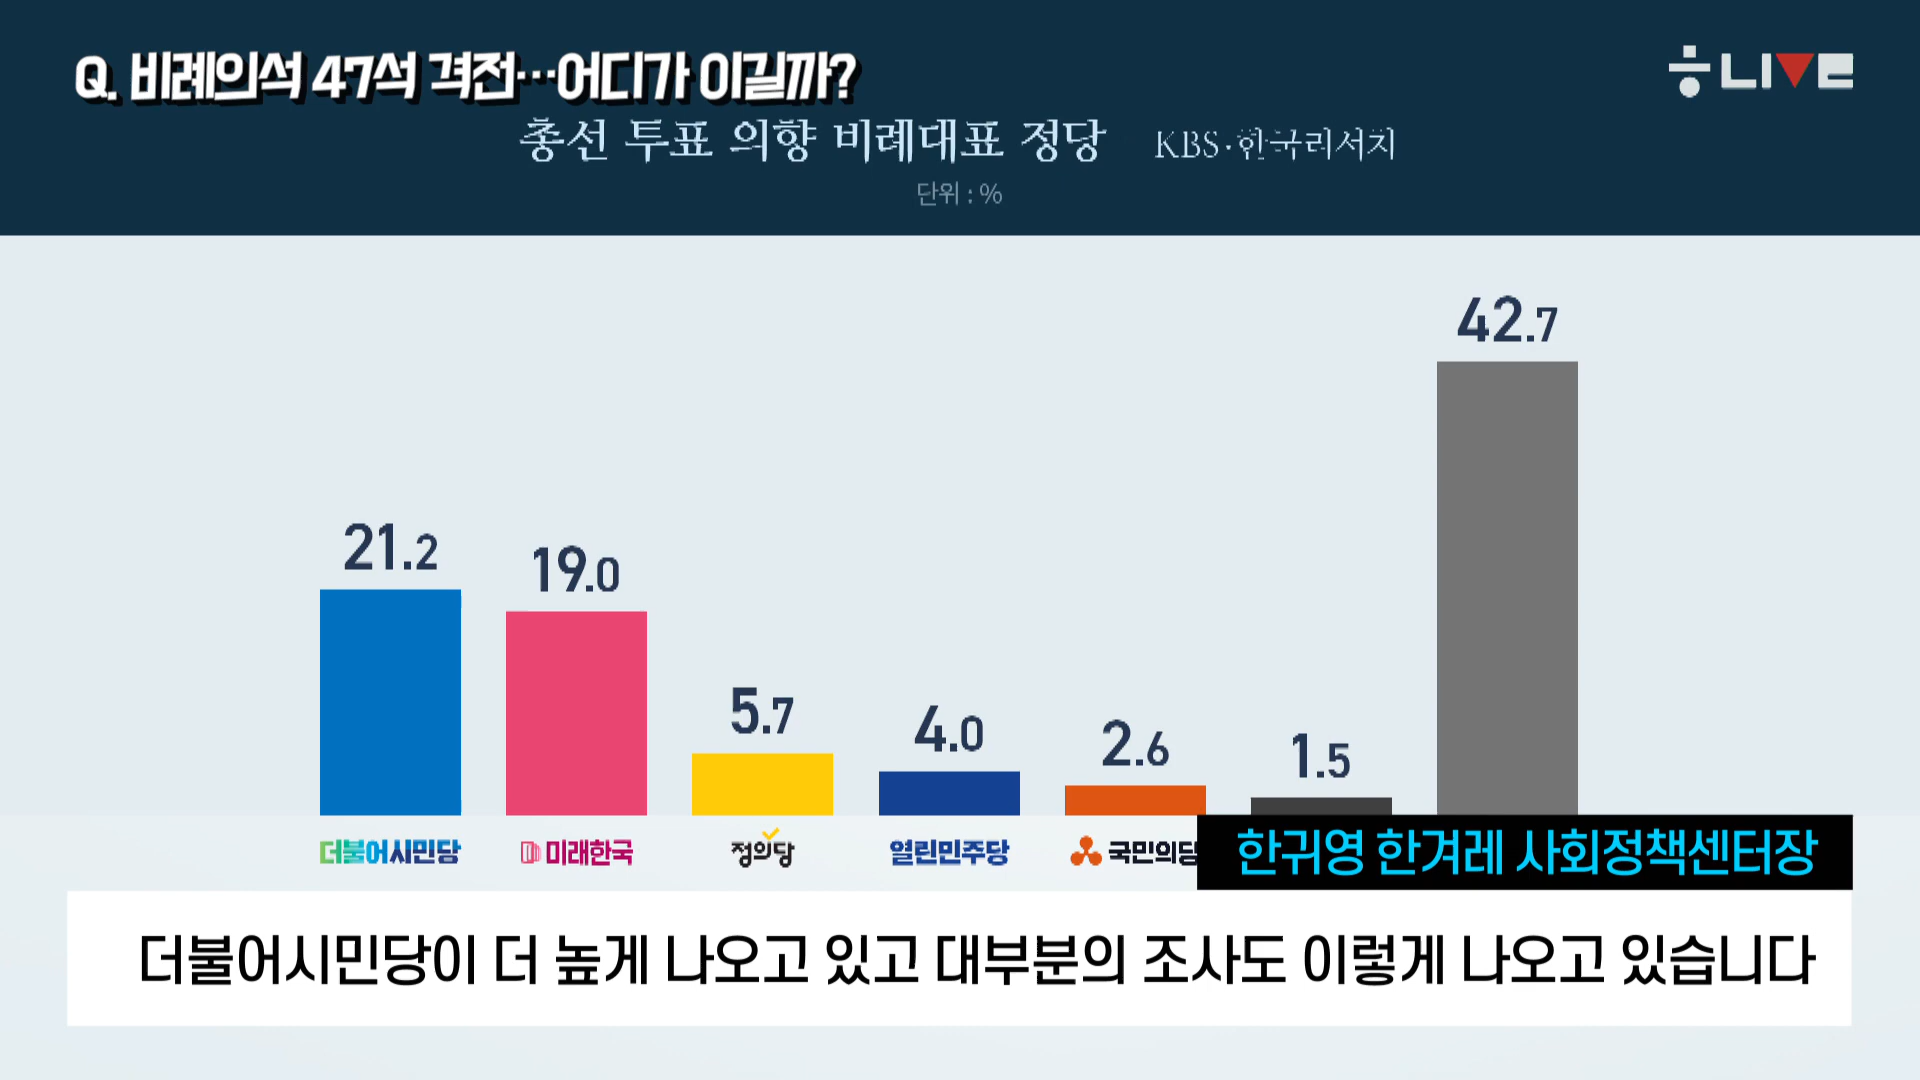 Q. 비례의석 47석 격전…어디가 이길까?
LIVE
총선 투표 의향 비례대표 정당 KBS·한국리서치
단위 : %
42.7
21.2
19.0
5.7
4.0
2.6
1.5
더불어시민당 미래한국 정의당 열린민주당 국민의당
한귀영 한겨레 사회정책센터장
더불어시민당이 더 높게 나오고 있고 대부분의 조사도 이렇게 나오고 있습니다